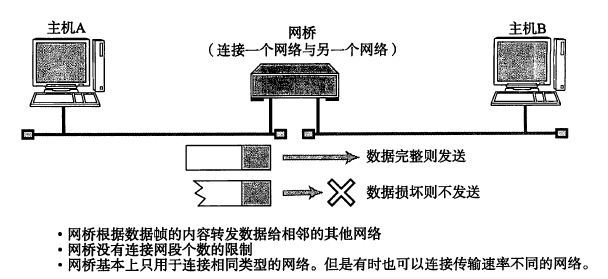 主机A
网桥
（连接一个网络与另一个网络）
主机B
数据完整则发送
数据损坏则不发送
・网桥根据数据帧的内容转发数据给相邻的其他网络
・网桥没有连接网段个数的限制
・网桥基本上只用于连接相同类型的网络。但是有时也可以连接传输速率不同的网络。